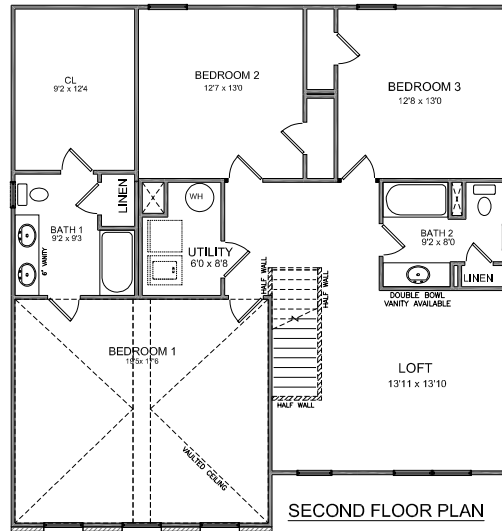 CL
9'2 x 12'4
BEDROOM 2
12'7 x 13'0
BEDROOM 3
12'8 x 13'0
LINEN
WH
BATH 1
9'2 x 9'3
6' VANITY
UTILITY
6'0 x 8'8
BATH 2
9'2 x 8'0
LINEN
DOUBLE BOWL
VANITY AVAILABLE
HALF WALL
HALF WALL
HALF WALL
BEDROOM 1
LOFT
13'11 x 13'10
VAULTED CEILING
SECOND FLOOR PLAN